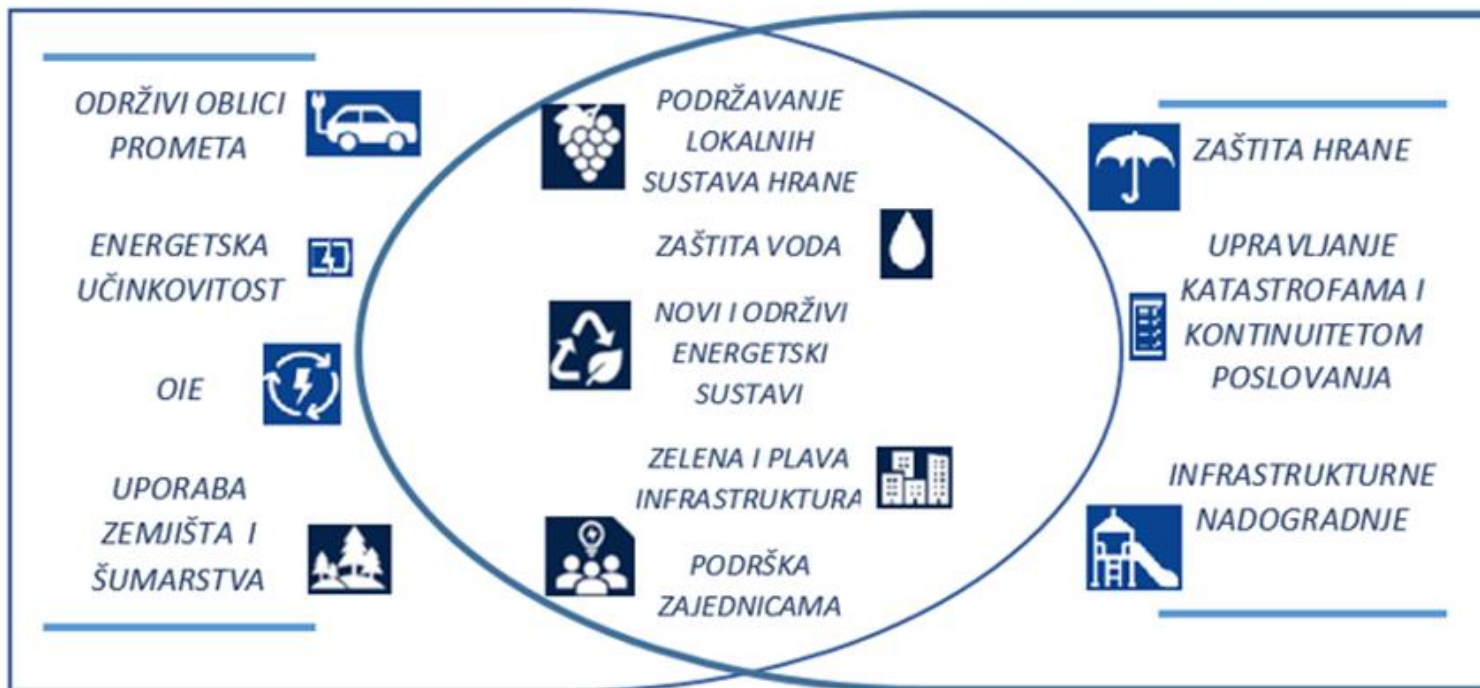 ODRŽIVI OBLICI
PROMETA
ENERGETSKA
UČINKOVITOST
OIE
UPORABA
ZEMJIŠTA I
ŠUMARSTVA
PODRŽAVANJE
LOKALNIH
SUSTAVA HRANE
ZAŠTITA VODA
NOVI I ODRŽIVI
ENERGETSKI
SUSTAVI
ZELENA I PLAVA
INFRASTRUKTURA
PODRŠKA
ZAJEDNICAMA
ZAŠTITA HRANE
UPRAVLJANJE
KATASTROFAMA I
KONTINUITETOM
POSLOVANJA
INFRASTRUKTURNE
NADOGRADNJE